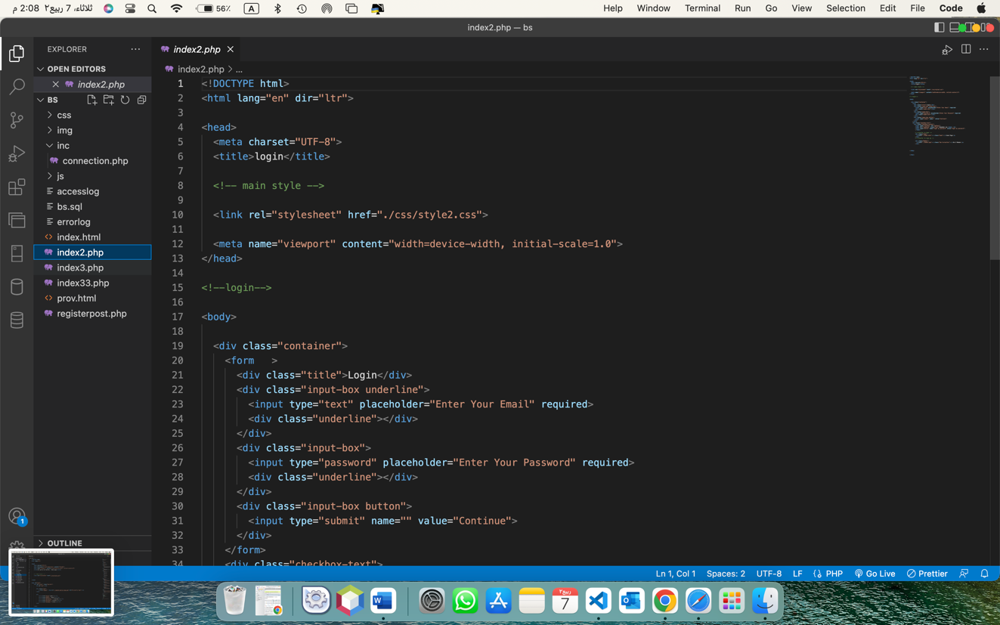 ثلاثاء، 7 ربيع٢ 2:08 م
56%
A
Help Window Terminal Run Go View Selection Edit File Code
index2.php — bs
EXPLORER
OPEN EDITORS
index2.php
BS
css
img
inc
connection.php
js
accesslog
bs.sql
errorlog
index.html
index2.php
index3.php
index33.php
prov.html
registerpost.php
OUTLINE
1
index2.php
index2.php > ...
1 <!DOCTYPE html>
2 <html lang="en" dir="ltr">
3
4 <head>
5 <meta charset="UTF-8">
6 <title>login</title>
7
8 <!-- main style -->
9
10 <link rel="stylesheet" href="./css/style2.css">
11
12 <meta name="viewport" content="width=device-width, initial-scale=1.0">
13 </head>
14
15 <!--login-->
16
17 <body>
18
19 <div class="container">
20 <form >
21 <div class="title">Login</div>
22 <div class="input-box underline">
23 <input type="text" placeholder="Enter Your Email" required>
24 <div class="underline"></div>
25 </div>
26 <div class="input-box">
27 <input type="password" placeholder="Enter Your Password" required>
28 <div class="underline"></div>
29 </div>
30 <div class="input-box button">
31 <input type="submit" name="" value="Continue">
32 </div>
33 </form>
34 <div class="checkbox-text">
Ln 1, Col 1 Spaces: 2 UTF-8 LF PHP Go Live Prettier
W
ربيع٢
7